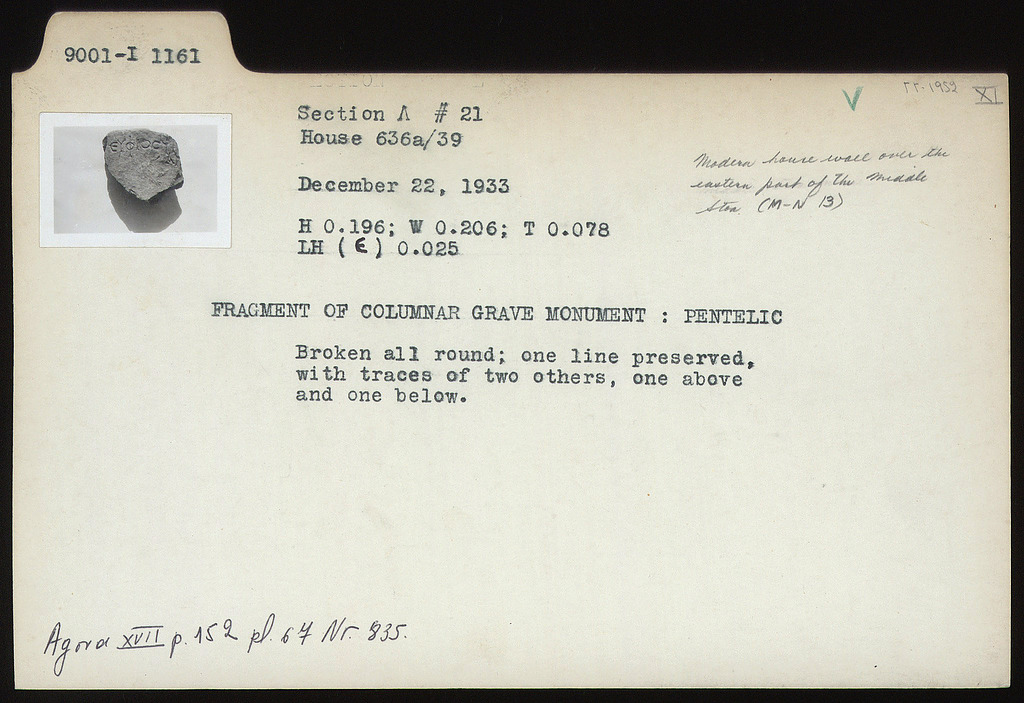 9001-I 1161
ΓΓ-1952 XI
V
Section Λ # 21
House 636a/39
Modern house wall over the
eastern part of the Middle
Stoa (M-N 13)
December 22, 1933
H 0.196; W 0.206; T 0.078
LH (ϵ) 0.025
FRAGMENT OF COLUMNAR GRAVE MONUMENT : PENTELIC
Broken all round; one line preserved,
with traces of two others, one above
and one below.
Agora XVII p. 152 pl. 67 Nr. 835.